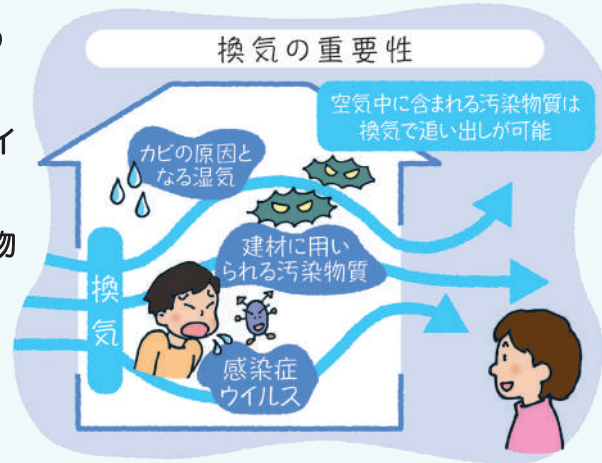 換気の重要性
空気中に含まれる汚染物質は
換気で追い出しが可能
カビの原因と
なる湿気
建材に用い
られる汚染物質
換気
感染症
ウイルス
イ
物